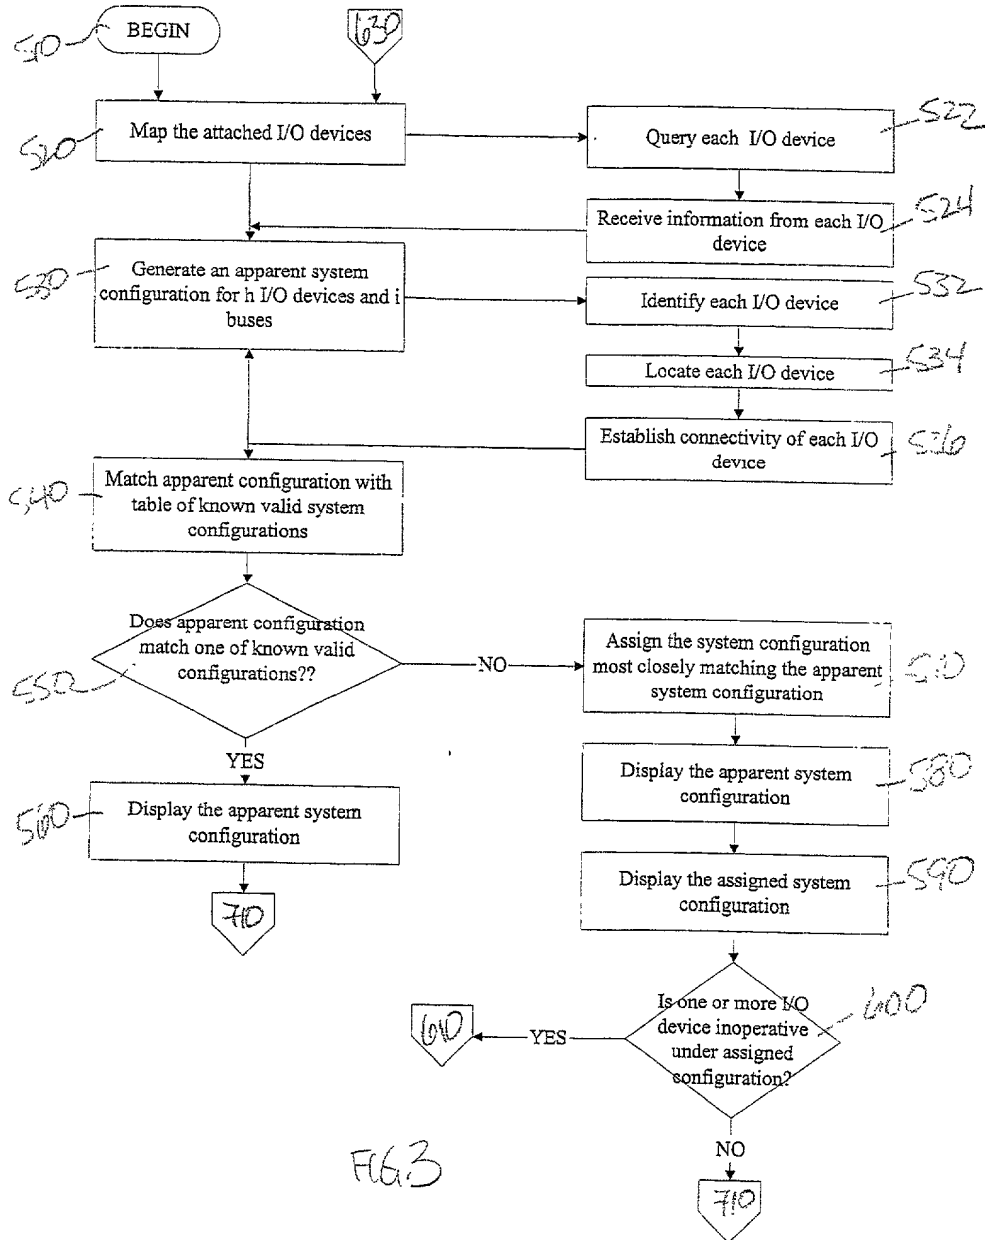 510
BEGIN
630
520
Map the attached I/O devices
Query each I/O device
522
Receive information from each I/O
device
524
530
Generate an apparent system
configuration for h I/O devices and i
buses
Identify each I/O device
532
Locate each I/O device
534
Establish connectivity of each I/O
device
536
540
Match apparent configuration with
table of known valid system
configurations
550
Does apparent configuration
match one of known valid
configurations??
NO
Assign the system configuration
most closely matching the apparent
system configuration
YES
560
Display the apparent system
configuration
710
Display the apparent system
configuration
580
Display the assigned system
configuration
590
Is one or more I/O
device inoperative
under assigned
configuration?
600
YES
610
NO
710
FIG.3